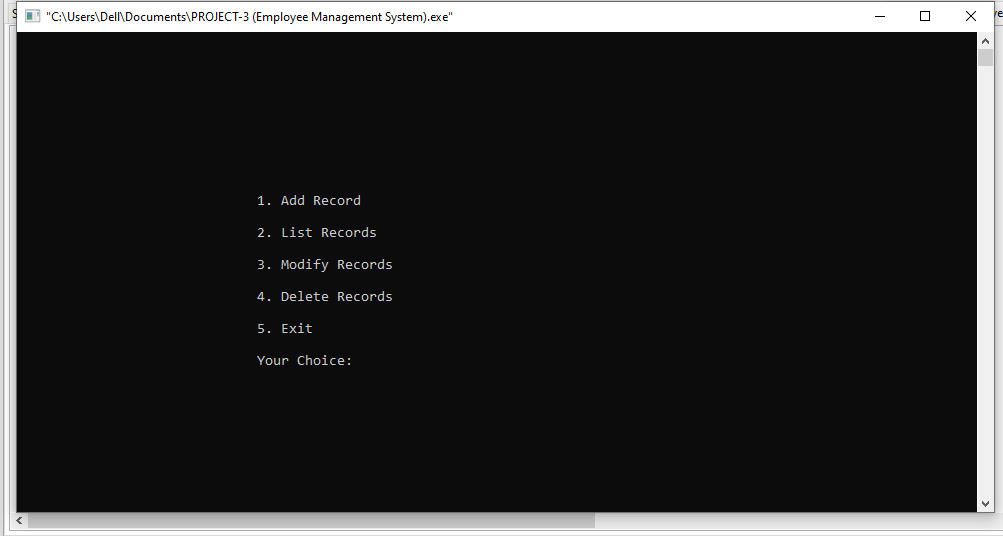 "C:\Users\Dell\Documents\PROJECT-3 (Employee Management System).exe"
1. Add Record
2. List Records
3. Modify Records
4. Delete Records
5. Exit
Your Choice: